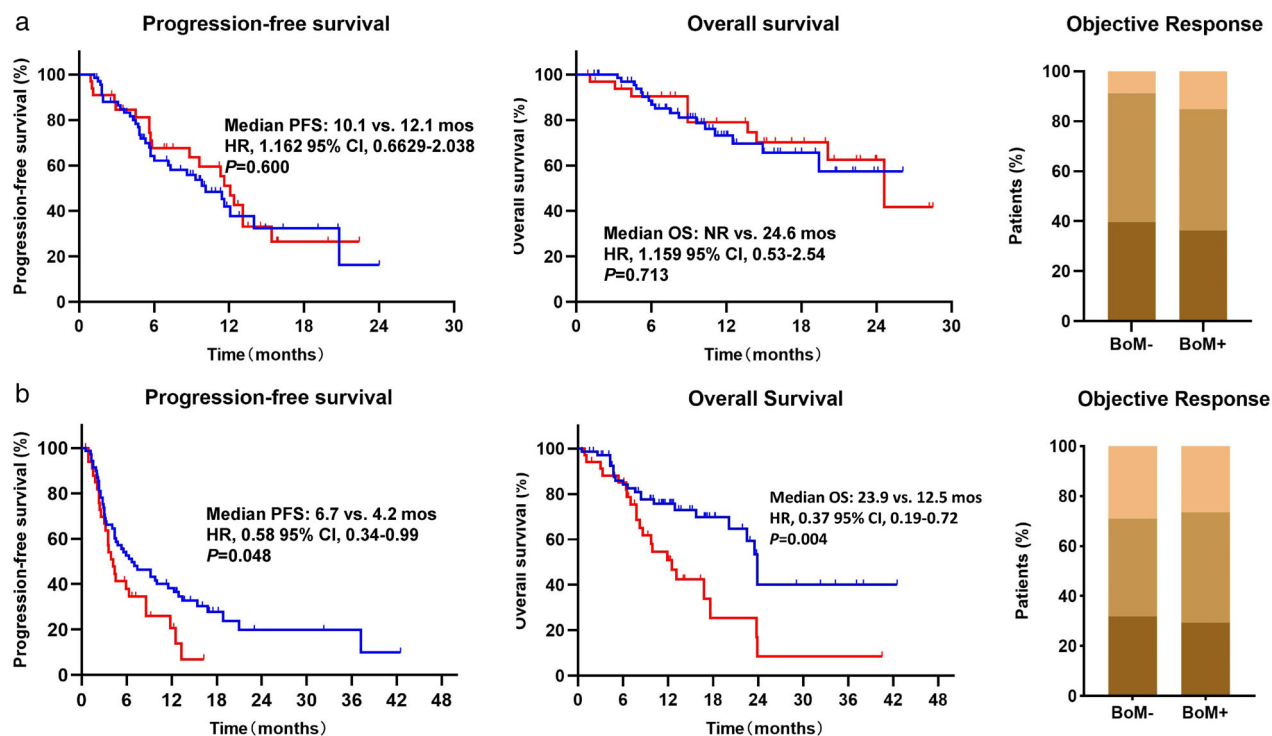 a
Progression-free survival
Progression-free survival (%)
100
80
60
40
20
0
Median PFS: 10.1 vs. 12.1 mos
HR, 1.162 95% CI, 0.6629-2.038
P=0.600
0 6 12 18 24 30
Time (months)
Overall survival
Overall survival (%)
100
80
60
40
20
0
Median OS: NR vs. 24.6 mos
HR, 1.159 95% CI, 0.53-2.54
P=0.713
0 6 12 18 24 30
Time (months)
Objective Response
Patients (%)
100
80
60
40
20
0
BoM- BoM+
b
Progression-free survival
Progression-free survival (%)
100
80
60
40
20
0
Median PFS: 6.7 vs. 4.2 mos
HR, 0.58 95% CI, 0.34-0.99
P=0.048
0 6 12 18 24 30 36 42 48
Time (months)
Overall Survival
Overall survival (%)
100
80
60
40
20
0
Median OS: 23.9 vs. 12.5 mos
HR, 0.37 95% CI, 0.19-0.72
P=0.004
0 6 12 18 24 30 36 42 48
Time (months)
Objective Response
Patients (%)
100
80
60
40
20
0
BoM- BoM+